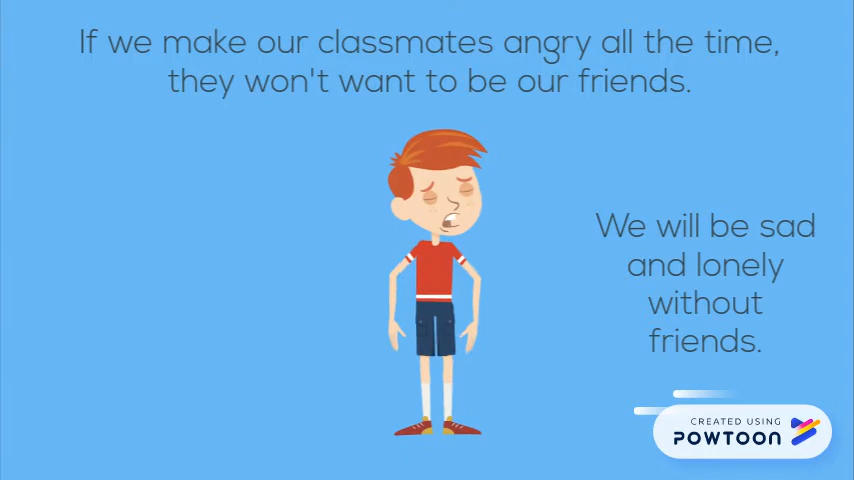 If we make our classmates angry all the time,
they won't want to be our friends.
We will be sad
and lonely
without
friends.
CREATED USING
POWTOON